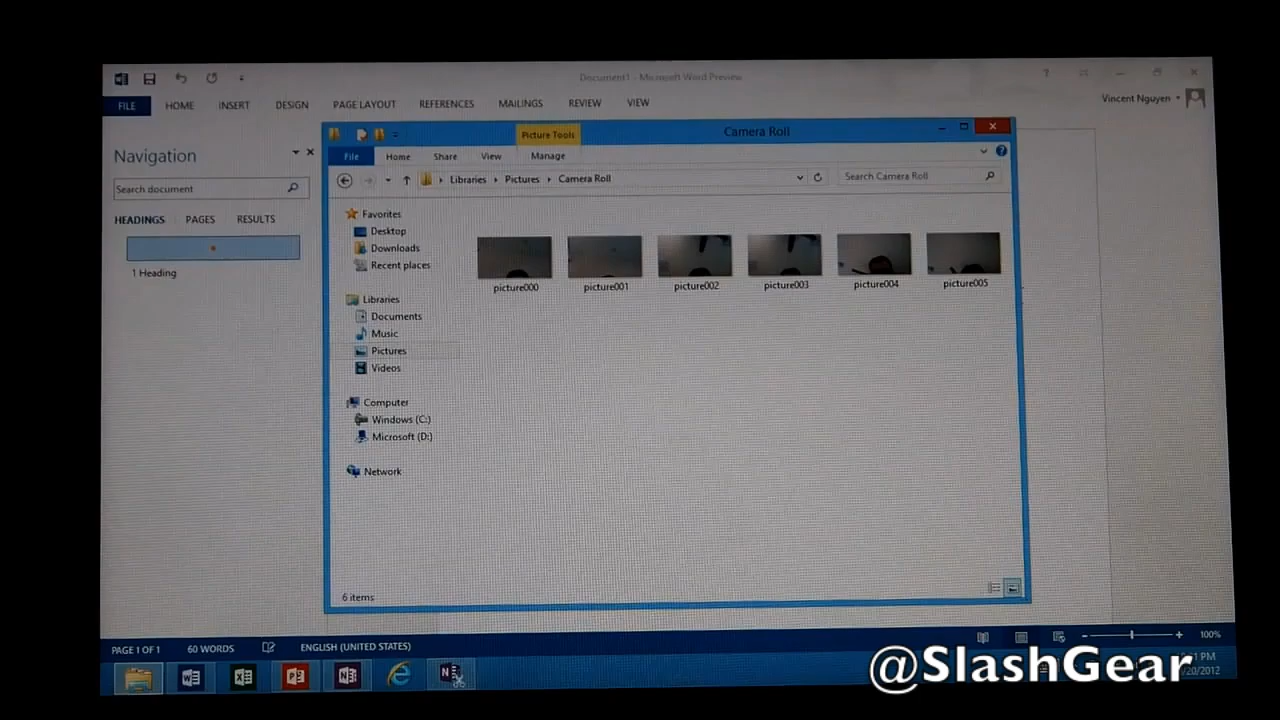 Document1 - Microsoft Word Preview
FILE HOME INSERT DESIGN PAGE LAYOUT REFERENCES MAILINGS REVIEW VIEW
Vincent Nguyen
Navigation
Search document
HEADINGS PAGES RESULTS
1 Heading
Picture Tools
Camera Roll
File Home Share View Manage
Libraries Pictures Camera Roll
Search Camera Roll
Favorites
Desktop
Downloads
Recent places
Libraries
Documents
Music
Pictures
Videos
Computer
Windows (C:)
Microsoft (D:)
Network
picture000 picture001 picture002 picture003 picture004 picture005
6 items
PAGE 1 OF 1 60 WORDS ENGLISH (UNITED STATES)
100%
PM
/2012
@SlashGear